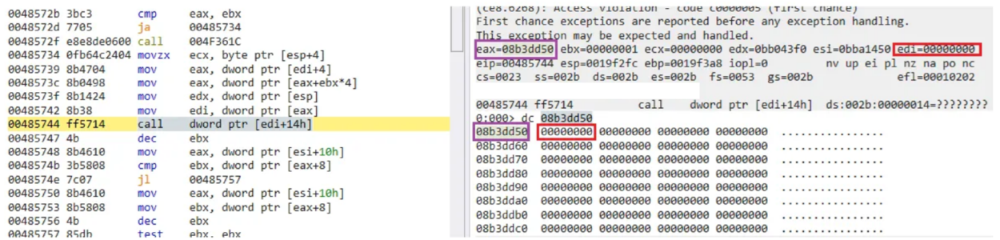 0048572b 3bc3 cmp eax, ebx
0048572d 7705 ja 00485734
0048572f e8e8de0600 call 004F361C
00485734 0fb64c2404 movzx ecx, byte ptr [esp+4]
00485739 8b4704 mov eax, dword ptr [edi+4]
0048573c 8b0498 mov eax, dword ptr [eax+ebx*4]
0048573f 8b1424 mov edx, dword ptr [esp]
00485742 8b38 mov edi, dword ptr [eax]
00485744 ff5714 call dword ptr [edi+14h]
00485747 4b dec ebx
00485748 8b4610 mov eax, dword ptr [esi+10h]
0048574b 3b5808 cmp ebx, dword ptr [eax+8]
0048574e 7c07 jl 00485757
00485750 8b4610 mov eax, dword ptr [esi+10h]
00485753 8b5808 mov ebx, dword ptr [eax+8]
00485756 4b dec ebx
00485757 85db test ebx, ebx
(ce8.6268): Access violation - code c0000005 (first chance)
First chance exceptions are reported before any exception handling.
This exception may be expected and handled.
eax=08b3dd50 ebx=00000001 ecx=00000000 edx=0bb043f0 esi=0bba1450 edi=00000000
eip=00485744 esp=0019f2fc ebp=0019f3a8 iopl=0 nv up ei pl nz na po nc
cs=0023 ss=002b ds=002b es=002b fs=0053 gs=002b efl=00010202
00485744 ff5714 call dword ptr [edi+14h] ds:002b:00000014=????????
0:000> dc 08b3dd50
08b3dd50 00000000 00000000 00000000 00000000 ................
08b3dd60 00000000 00000000 00000000 00000000 ................
08b3dd70 00000000 00000000 00000000 00000000 ................
08b3dd80 00000000 00000000 00000000 00000000 ................
08b3dd90 00000000 00000000 00000000 00000000 ................
08b3dda0 00000000 00000000 00000000 00000000 ................
08b3ddb0 00000000 00000000 00000000 00000000 ................
08b3ddc0 00000000 00000000 00000000 00000000 ................